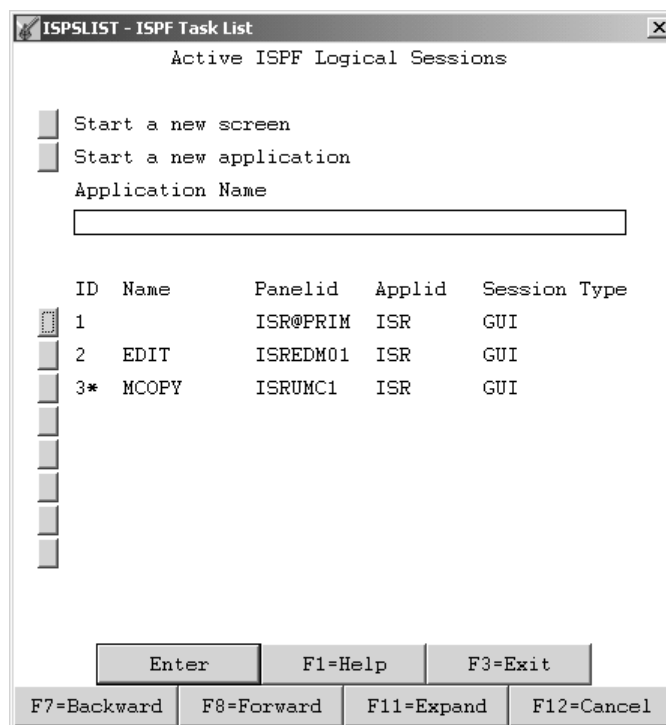 ISPSLIST - ISPF Task List
Active ISPF Logical Sessions
Start a new screen
Start a new application
Application Name
ID Name Panelid Applid Session Type
1 ISR@PRIM ISR GUI
2 EDIT ISREDM01 ISR GUI
3* MCOPY ISRUMC1 ISR GUI
Enter F1=Help F3=Exit
F7=Backward F8=Forward F11=Expand F12=Cancel